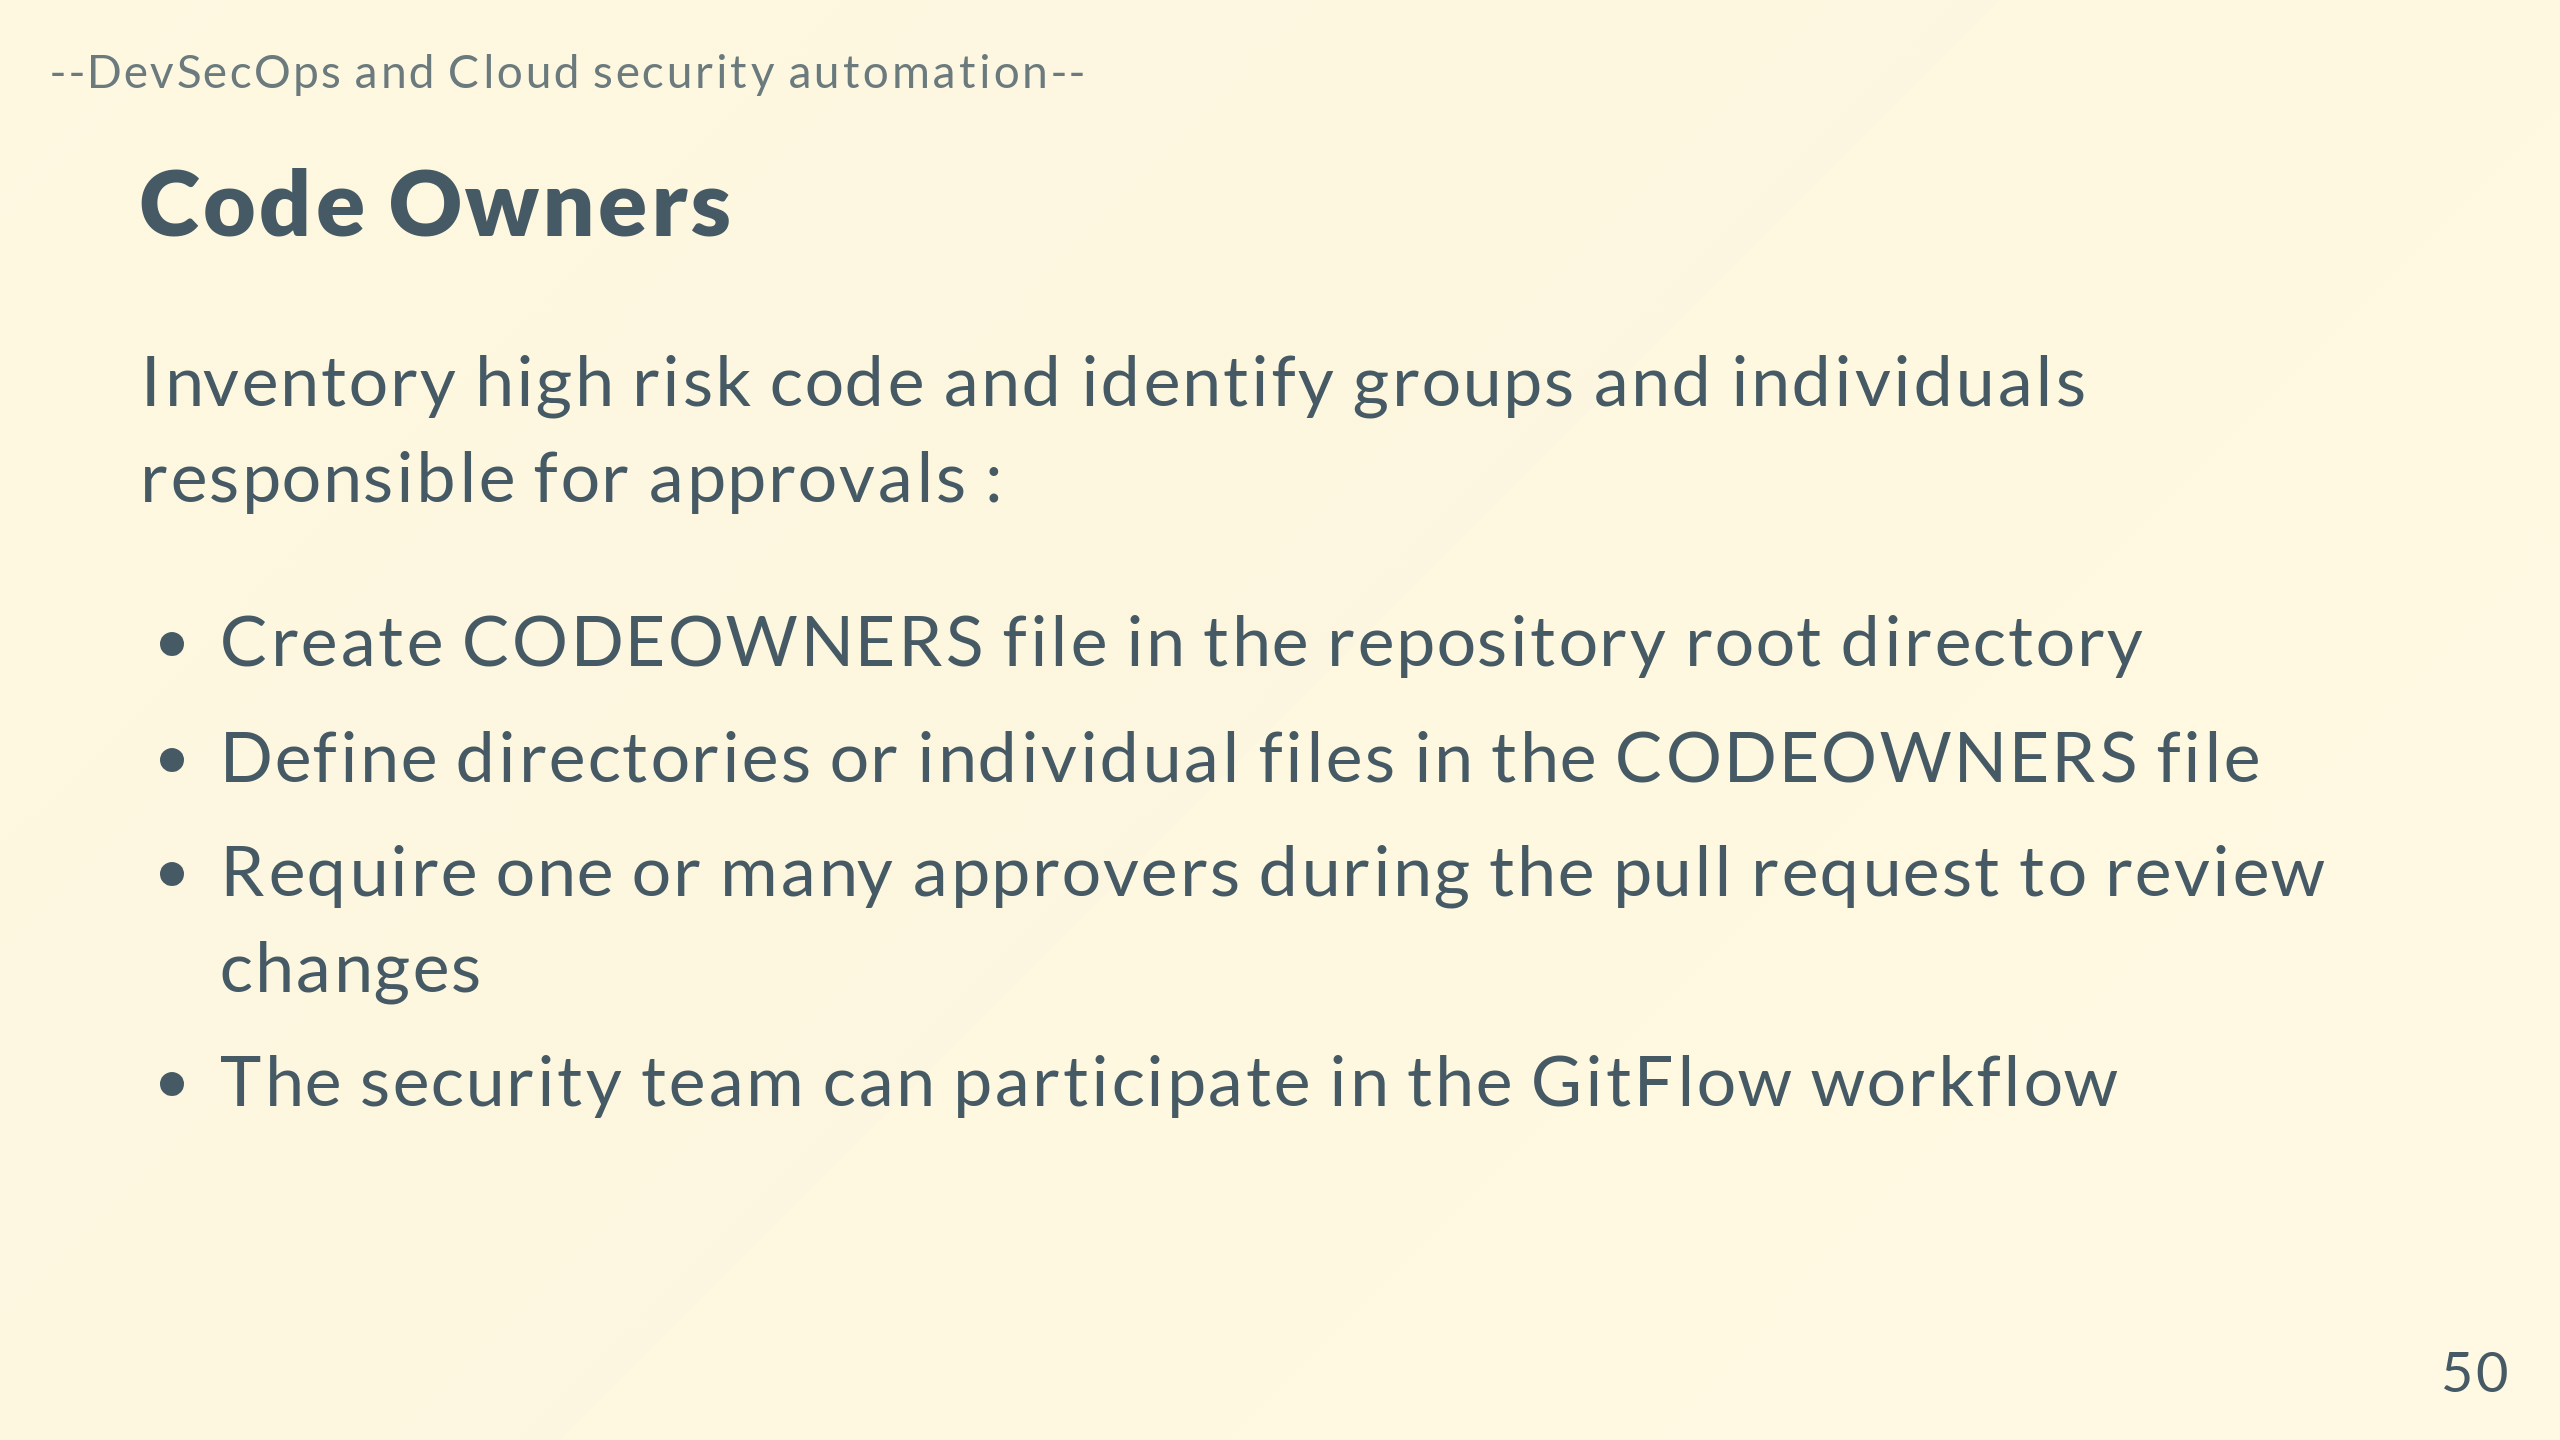 --DevSecOps and Cloud security automation--
Code Owners
Inventory high risk code and identify groups and individuals
responsible for approvals :
• Create CODEOWNERS file in the repository root directory
• Define directories or individual files in the CODEOWNERS file
• Require one or many approvers during the pull request to review
changes
• The security team can participate in the GitFlow workflow
50